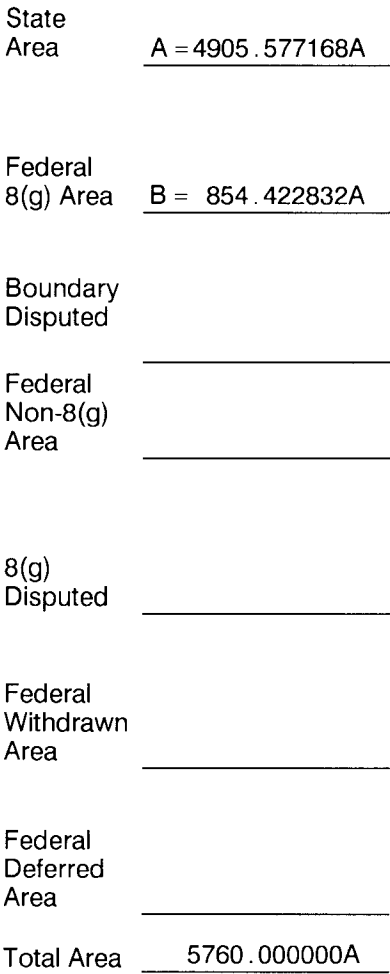 State
Area A = 4905.577168A
Federal
8(g) Area B = 854.422832A
Boundary
Disputed
Federal
Non-8(g)
Area
8(g)
Disputed
Federal
Withdrawn
Area
Federal
Deferred
Area
Total Area 5760.000000A